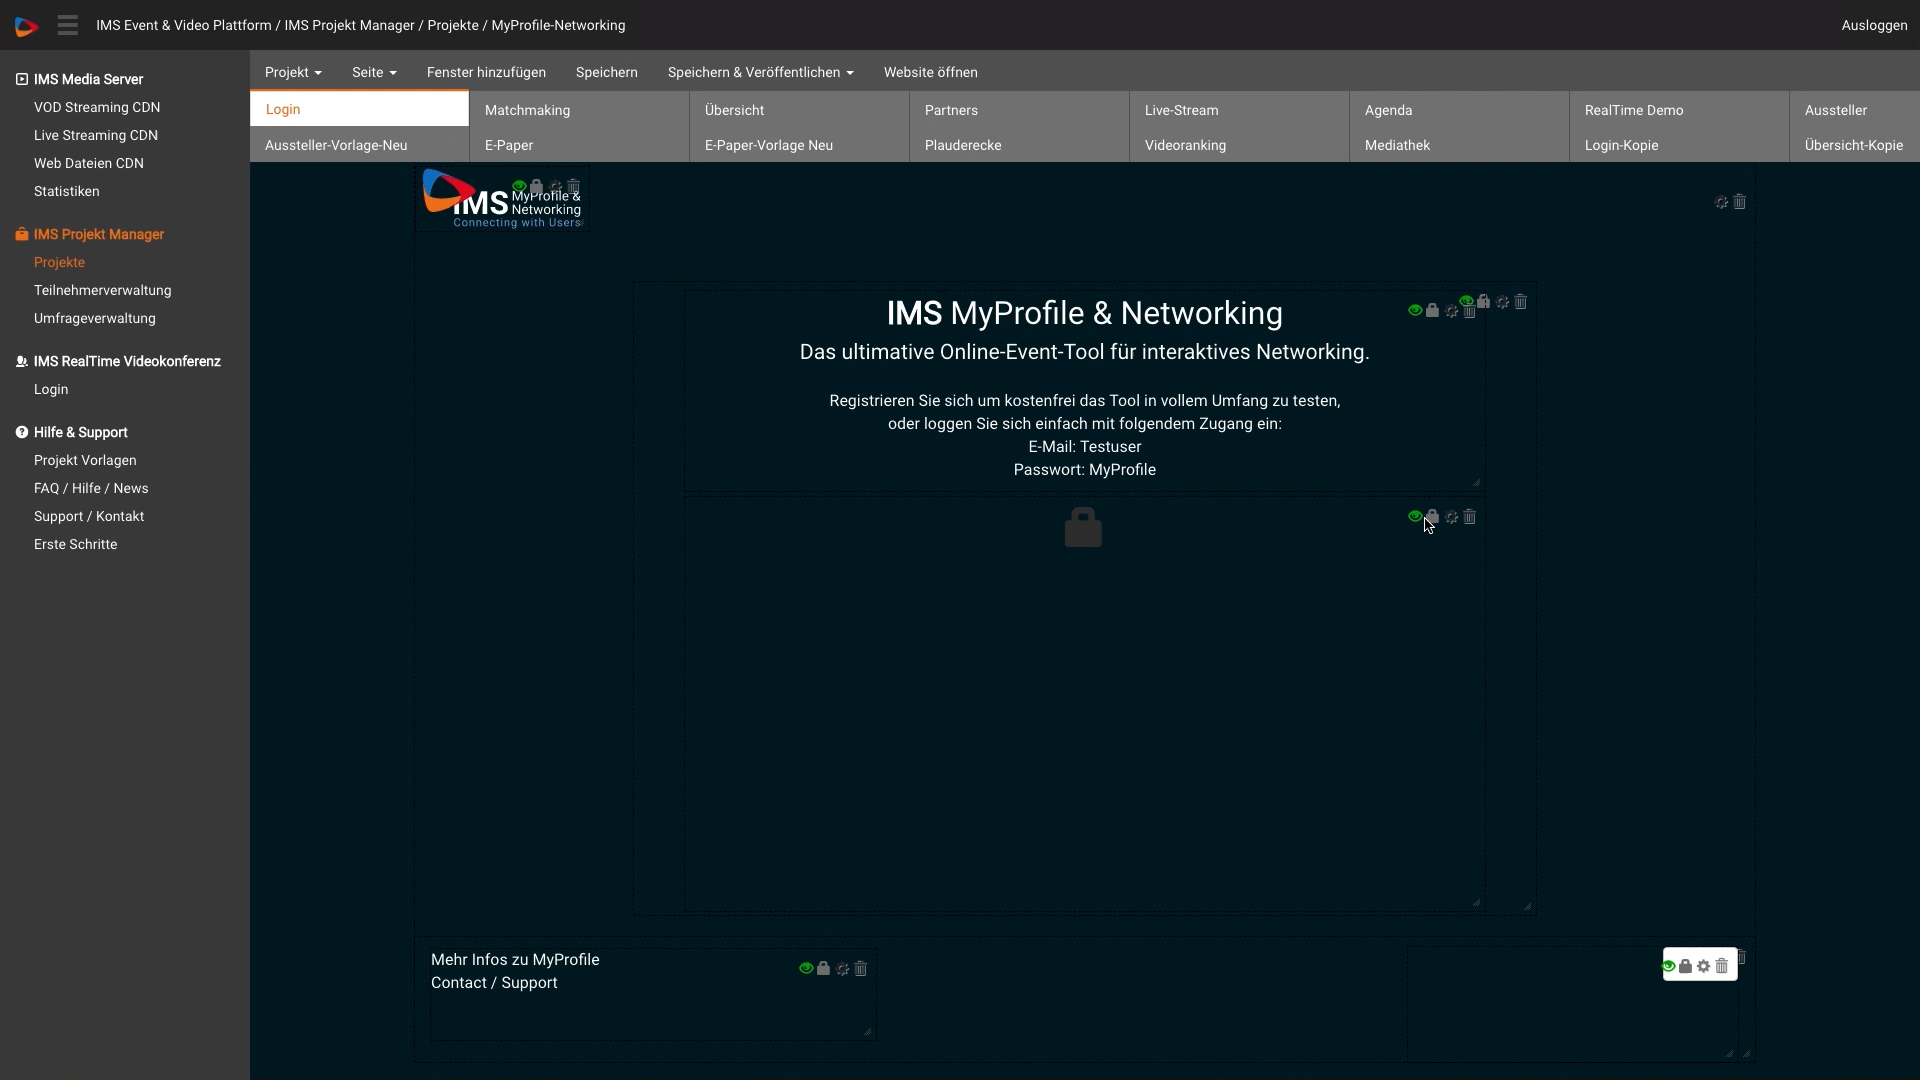 IMS Event & Video Plattform / IMS Projekt Manager / Projekte / MyProfile-Networking
Ausloggen
IMS Media Server
VOD Streaming CDN
Live Streaming CDN
Web Dateien CDN
Statistiken
IMS Projekt Manager
Projekte
Teilnehmerverwaltung
Umfrageverwaltung
IMS RealTime Videokonferenz
Login
Hilfe & Support
Projekt Vorlagen
FAQ / Hilfe / News
Support / Kontakt
Erste Schritte
Projekt
Seite
Fenster hinzufügen
Speichern
Speichern & Veröffentlichen
Website öffnen
Login
Matchmaking
Übersicht
Partners
Live-Stream
Agenda
RealTime Demo
Aussteller
Aussteller-Vorlage-Neu
E-Paper
E-Paper-Vorlage Neu
Plauderecke
Videoranking
Mediathek
Login-Kopie
Übersicht-Kopie
IMS MyProfile &
Networking
Connecting with Users
IMS MyProfile & Networking
Das ultimative Online-Event-Tool für interaktives Networking.
Registrieren Sie sich um kostenfrei das Tool in vollem Umfang zu testen,
oder loggen Sie sich einfach mit folgendem Zugang ein:
E-Mail: Testuser
Passwort: MyProfile
Mehr Infos zu MyProfile
Contact / Support